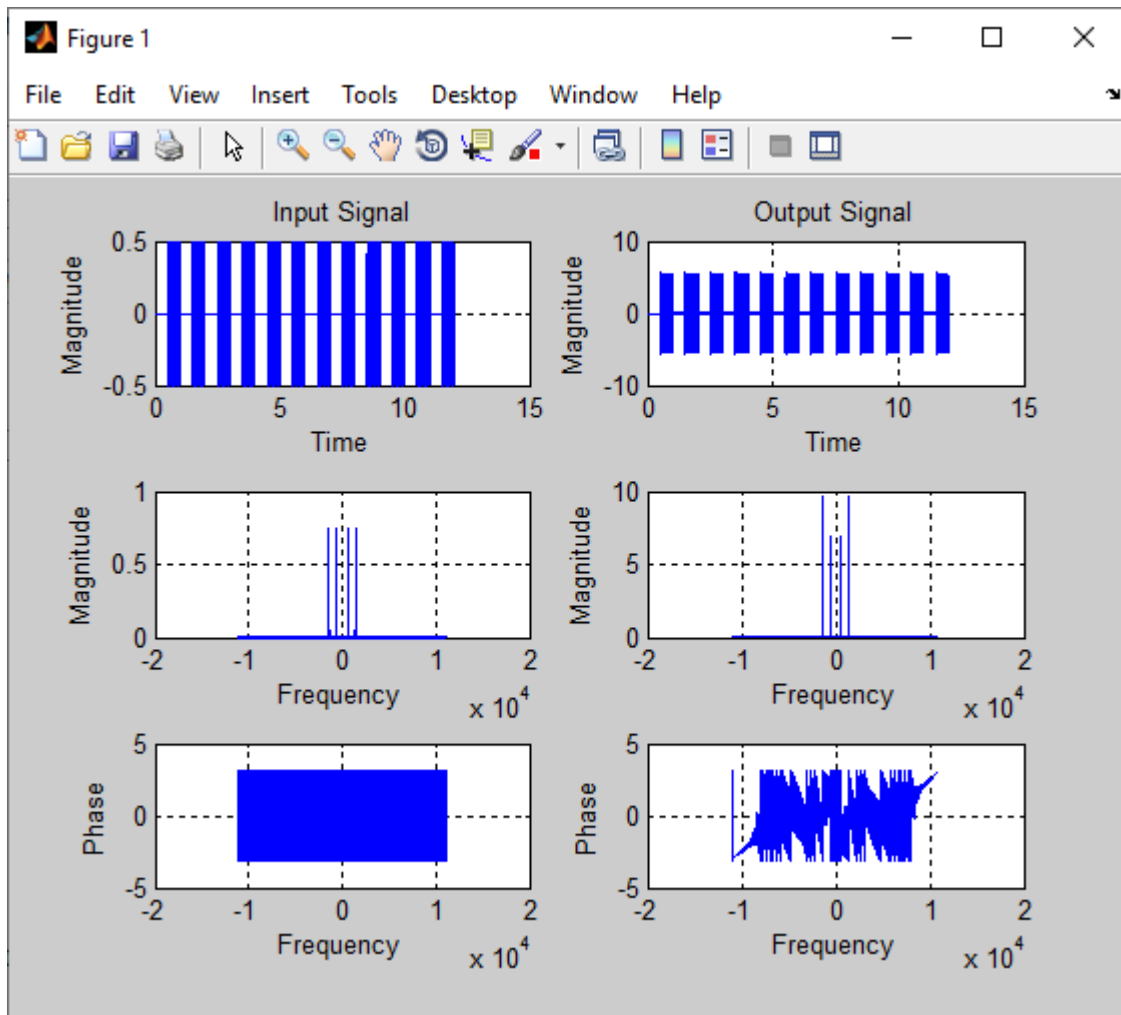 Figure 1
File Edit View Insert Tools Desktop Window Help
Input Signal
Magnitude
0.5
0
-0.5
0 5 10 15
Time
Output Signal
Magnitude
10
0
-10
0 5 10 15
Time
Magnitude
1
0.5
0
-2 -1 0 1 2
Frequency
x 10^4
Magnitude
10
5
0
-2 -1 0 1 2
Frequency
x 10^4
Phase
5
0
-5
-2 -1 0 1 2
Frequency
x 10^4
Phase
5
0
-5
-2 -1 0 1 2
Frequency
x 10^4